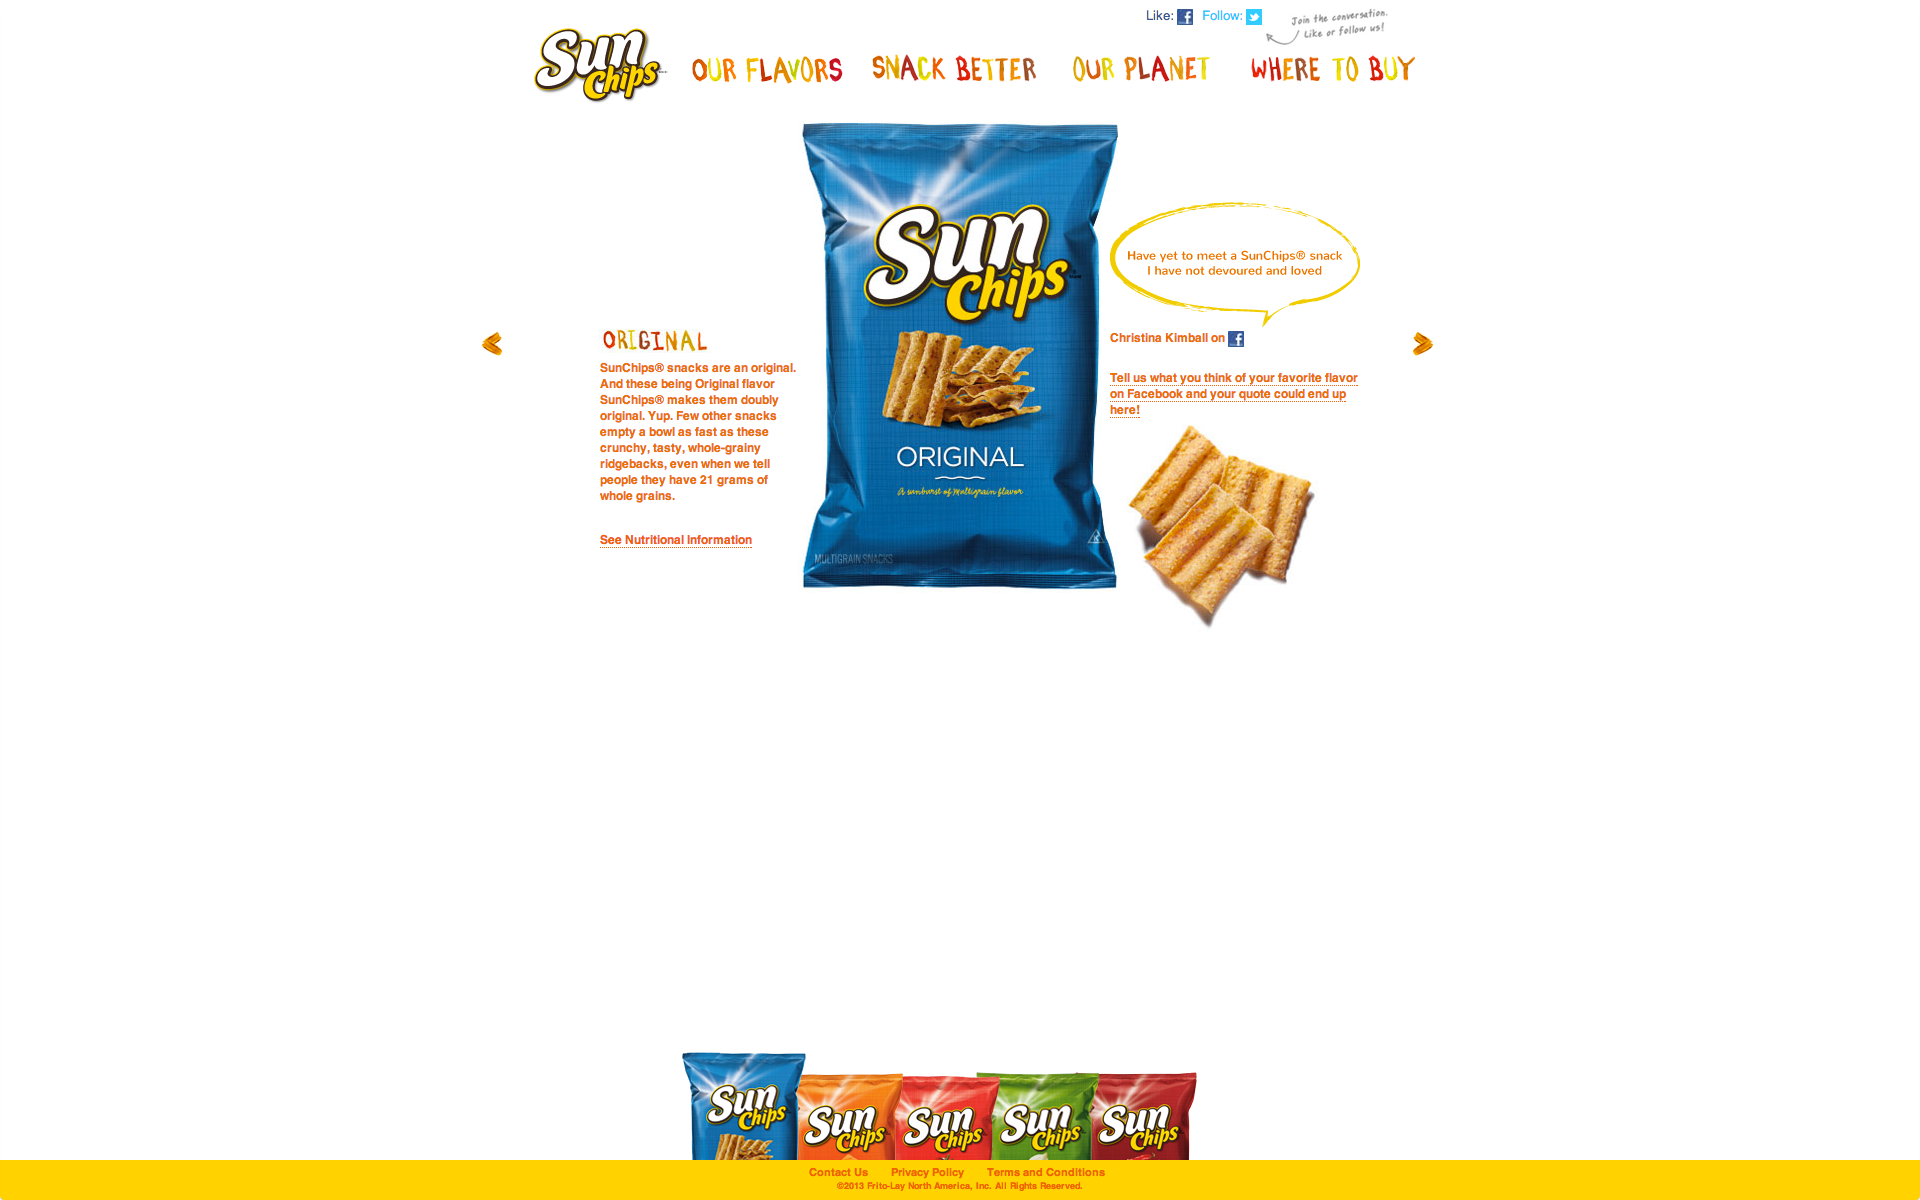 Like: Follow:
Join the conversation.
Like or follow us!
Sun Chips
OUR FLAVORS SNACK BETTER OUR PLANET WHERE TO BUY
Sun
Chips
ORIGINAL
A sunburst of Multigrain flavor
MULTIGRAIN SNACKS
ORIGINAL
SunChips® snacks are an original.
And these being Original flavor
SunChips® makes them doubly
original. Yup. Few other snacks
empty a bowl as fast as these
crunchy, tasty, whole-grainy
ridgebacks, even when we tell
people they have 21 grams of
whole grains.
See Nutritional Information
Have yet to meet a SunChips® snack
I have not devoured and loved
Christina Kimball on
Tell us what you think of your favorite flavor
on Facebook and your quote could end up
here!
Sun Chips
Sun Chips
Sun Chips
Sun Chips
Sun Chips
Contact Us Privacy Policy Terms and Conditions
©2013 Frito-Lay North America, Inc. All Rights Reserved.